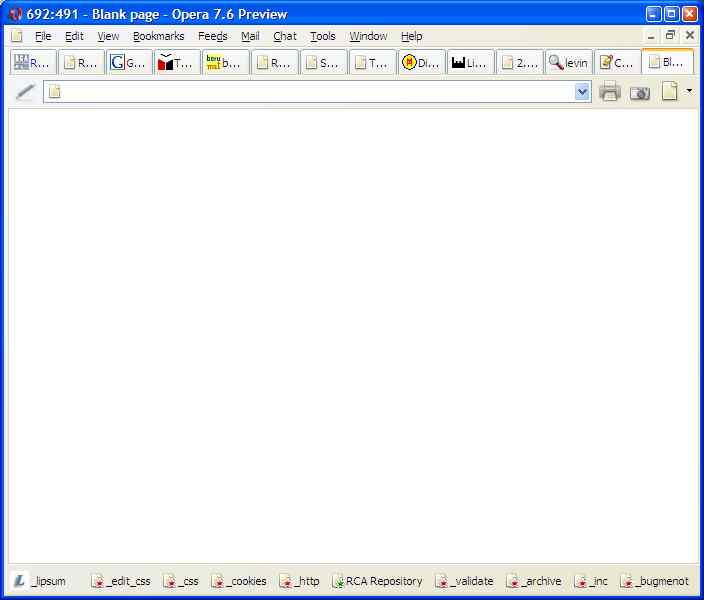 692:491 - Blank page - Opera 7.6 Preview
File Edit View Bookmarks Feeds Mail Chat Tools Window Help
R... R... G... T... b... R... S... T... Di... Li... 2.... levin C... Bl...
_lipsum _edit_css _css _cookies _http RCA Repository _validate _archive _inc _bugmenot